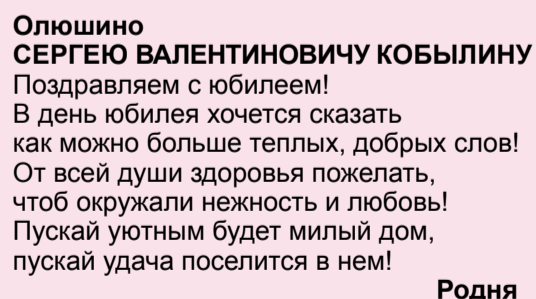 Олюшино
СЕРГЕЮ ВАЛЕНТИНОВИЧУ КОБЫЛИНУ
Поздравляем с юбилеем!
В день юбилея хочется сказать
как можно больше теплых, добрых слов!
От всей души здоровья пожелать,
чтоб окружали нежность и любовь!
Пускай уютным будет милый дом,
пускай удача поселится в нем!
Родня